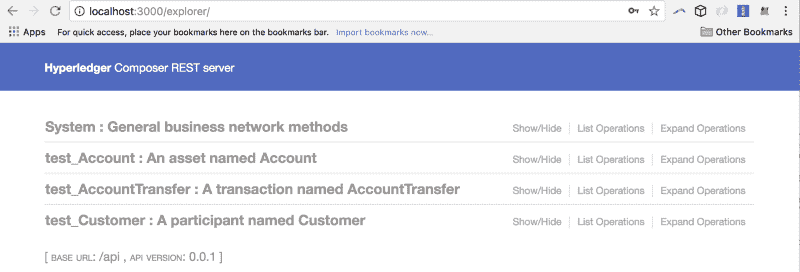 localhost:3000/explorer/
Apps For quick access, place your bookmarks here on the bookmarks bar. Import bookmarks now... Other Bookmarks
Hyperledger Composer REST server
System : General business network methods Show/Hide List Operations Expand Operations
test_Account : An asset named Account Show/Hide List Operations Expand Operations
test_AccountTransfer : A transaction named AccountTransfer Show/Hide List Operations Expand Operations
test_Customer : A participant named Customer Show/Hide List Operations Expand Operations
[ BASE URL: /api , API VERSION: 0.0.1 ]